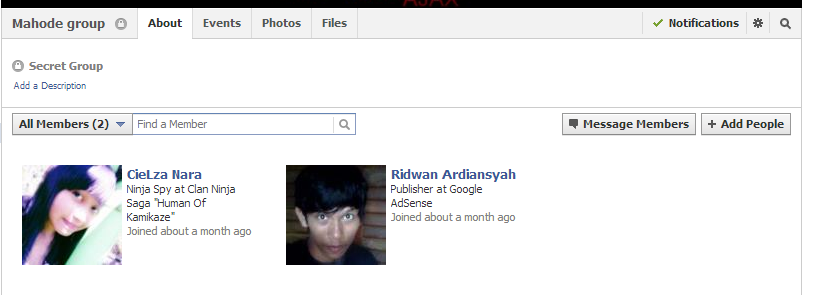 AJAX
Mahode group About Events Photos Files Notifications
Secret Group
Add a Description
All Members (2) Find a Member Message Members + Add People
CieLza Nara
Ninja Spy at Clan Ninja
Saga "Human Of
Kamikaze"
Joined about a month ago
Ridwan Ardiansyah
Publisher at Google
AdSense
Joined about a month ago